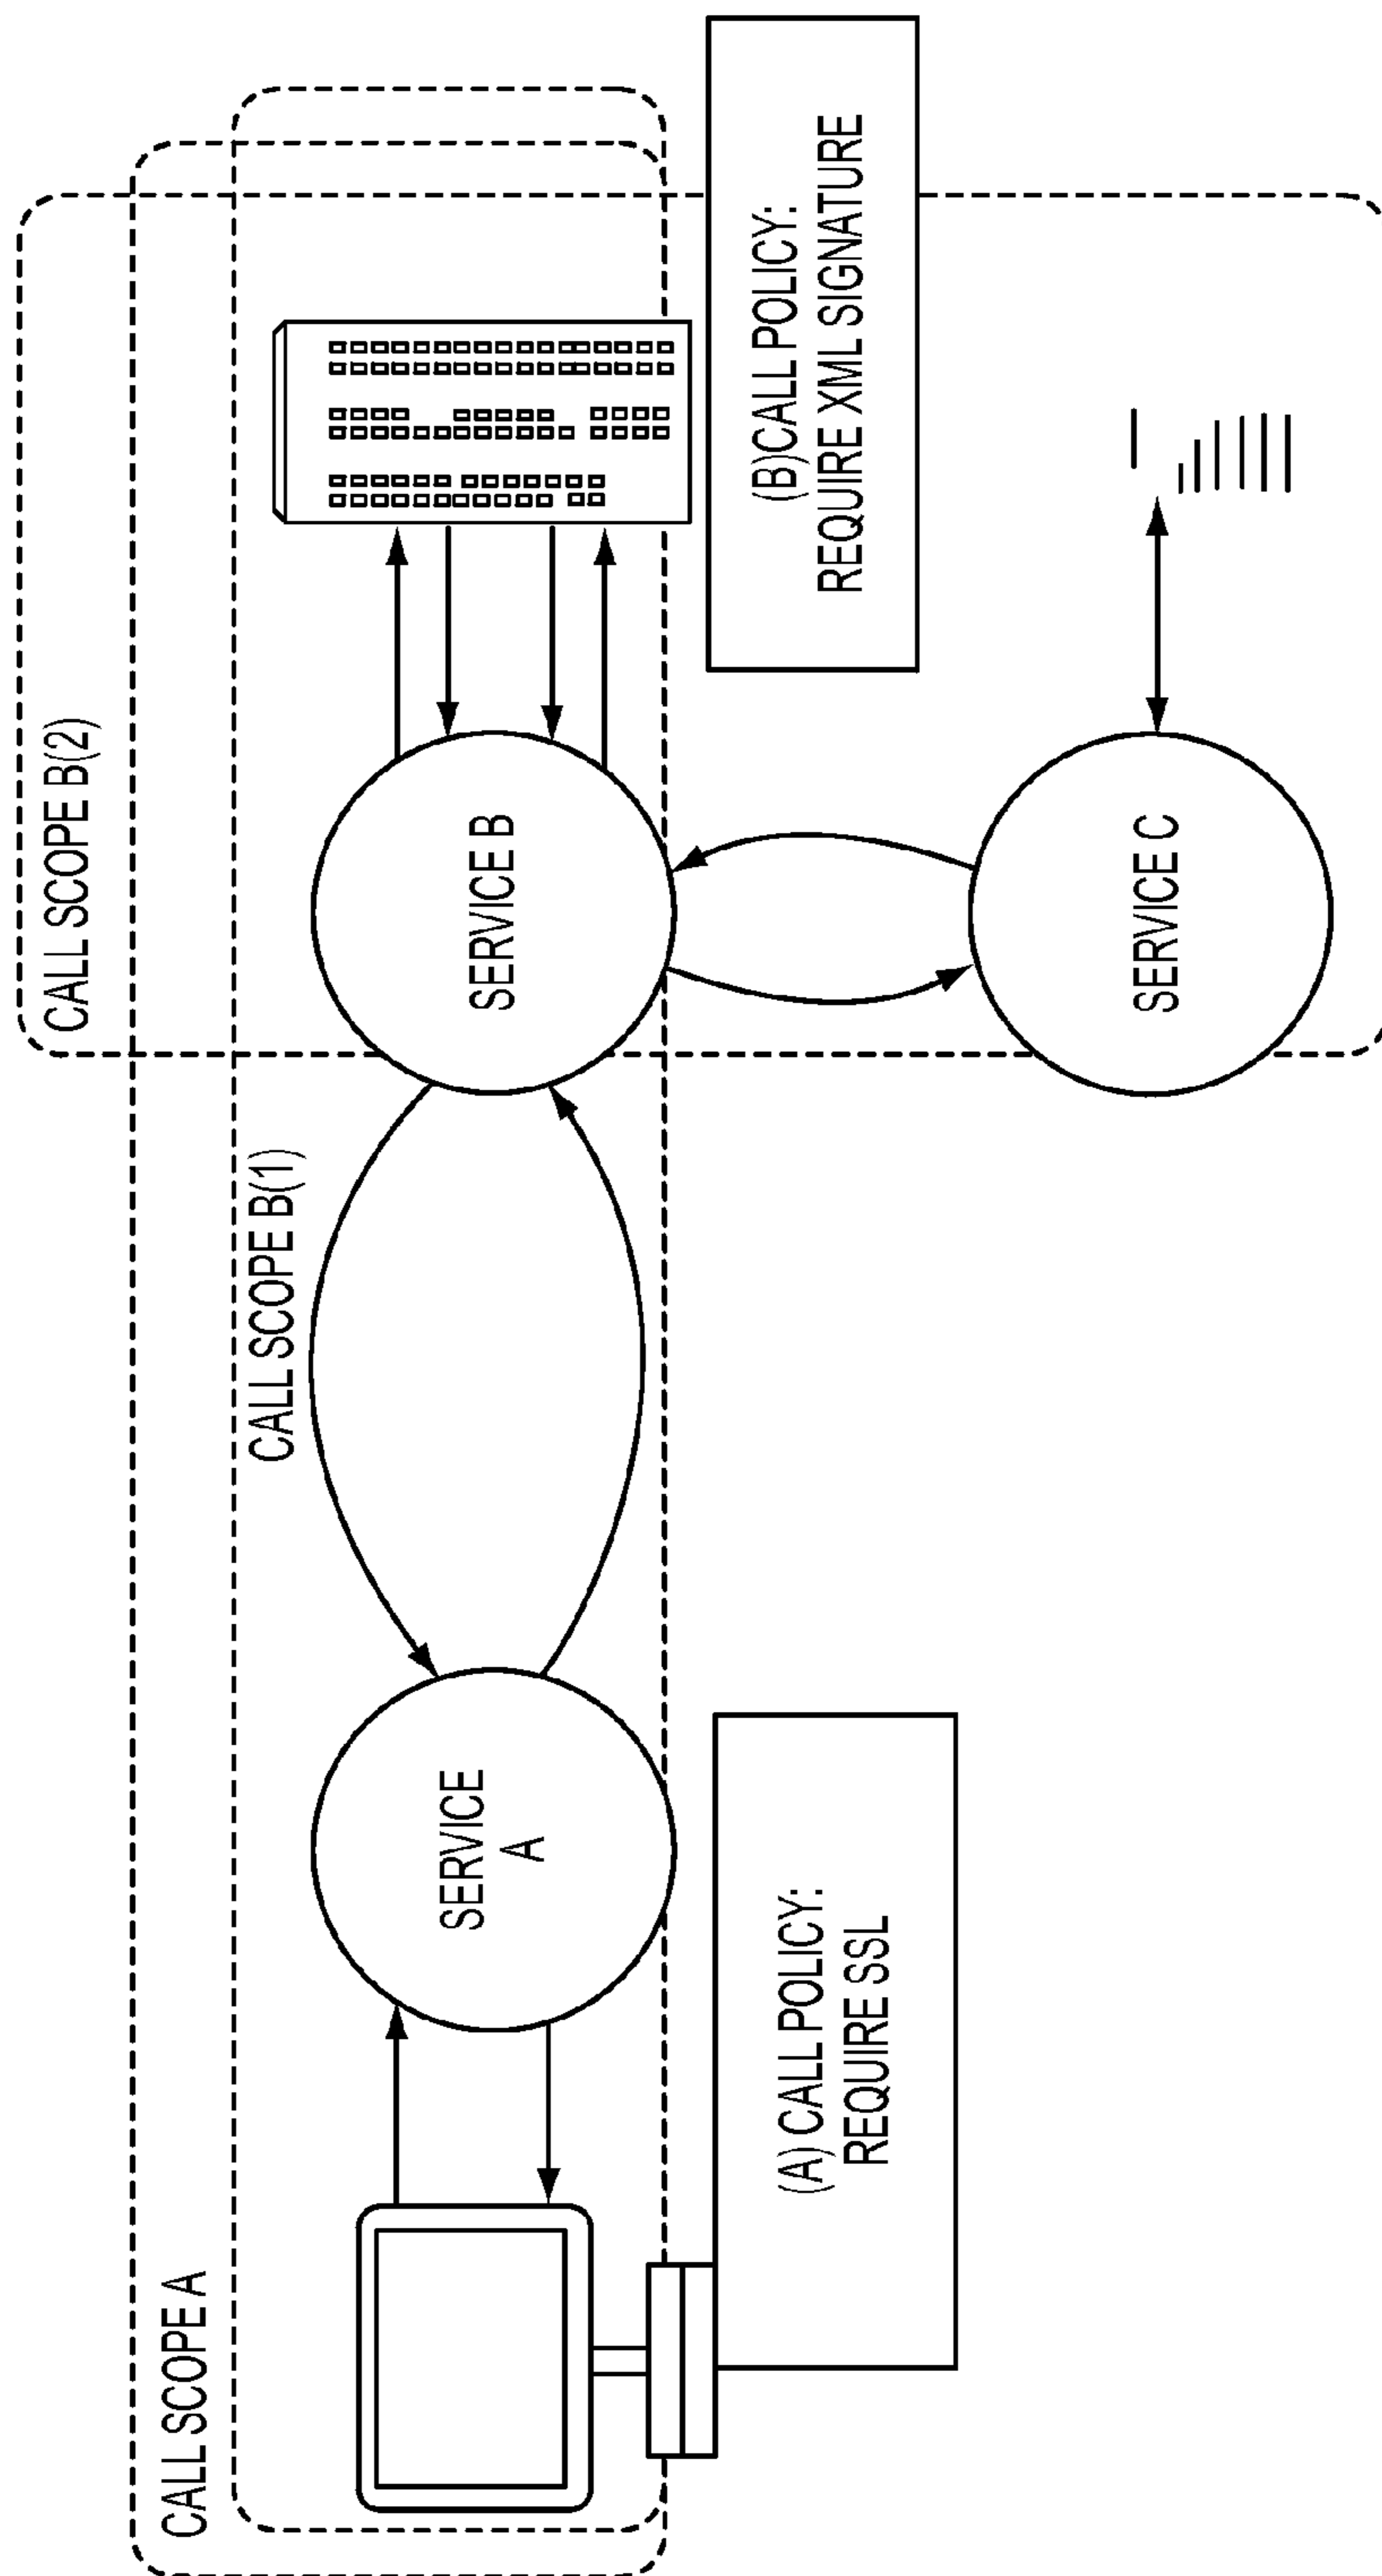 CALL SCOPE B(2)
CALL SCOPE A
CALL SCOPE B(1)
SERVICE
A
SERVICE B
(A) CALL POLICY:
REQUIRE SSL
(B)CALL POLICY:
REQUIRE XML SIGNATURE
SERVICE C